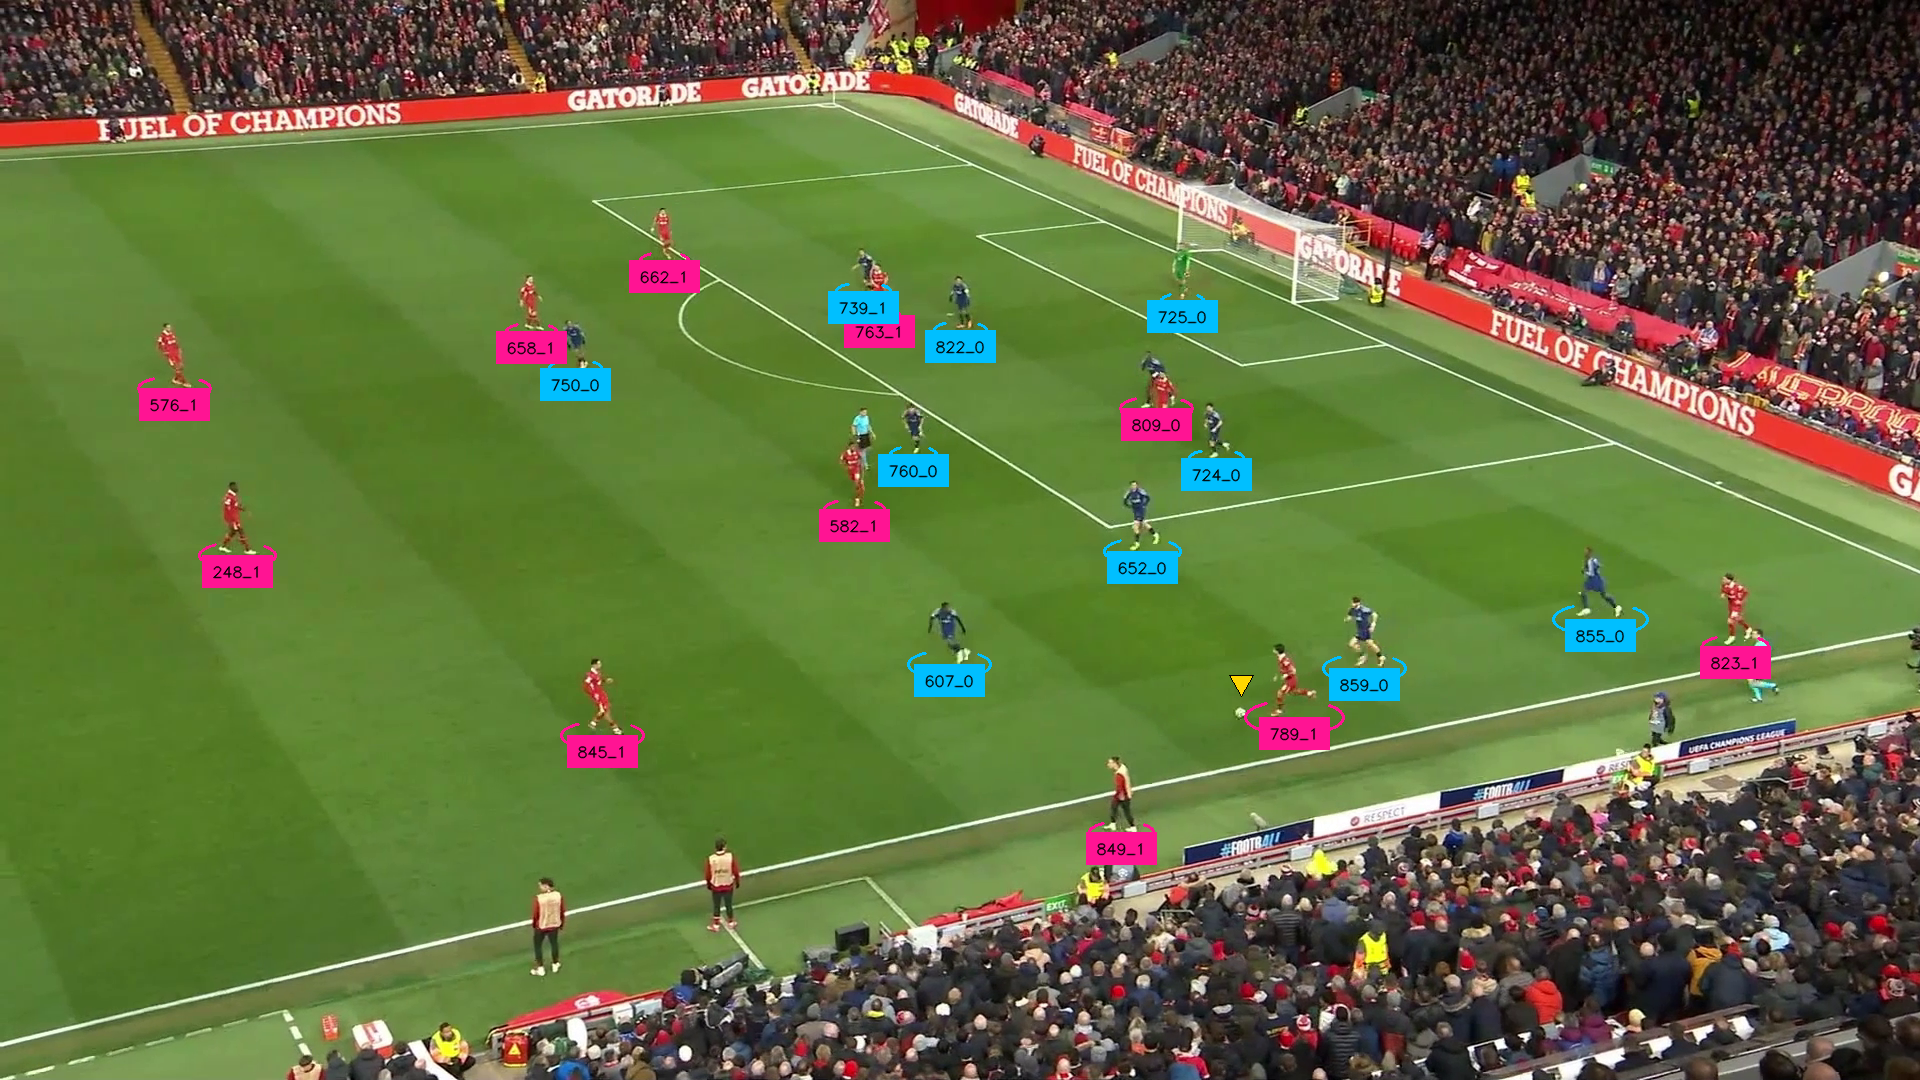 FUEL OF CHAMPIONS
GATORADE
GATORADE
GATORADE
FUEL OF CHAMPIONS
GATORADE
FUEL OF CHAMPIONS
662_1
739_1
763_1
725_0
658_1
822_0
750_0
576_1
809_0
760_0
724_0
582_1
652_0
248_1
855_0
823_1
607_0
859_0
789_1
845_1
849_1
UEFA CHAMPIONS LEAGUE
#FOOTBALL
RESPECT
#FOOTBALL
EXIT